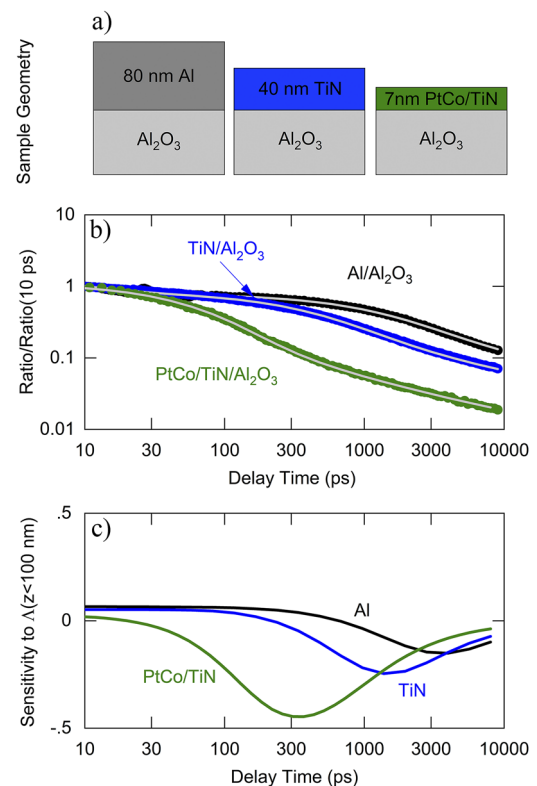 a)
Sample Geometry
80 nm Al
40 nm TiN
7nm PtCo/TiN
Al₂O₃
Al₂O₃
Al₂O₃
b)
Ratio/Ratio(10 ps)
10
1
0.1
0.01
TiN/Al₂O₃
Al/Al₂O₃
PtCo/TiN/Al₂O₃
10
30
100
300
1000
3000
10000
Delay Time (ps)
c)
Sensitivity to Λ(z<100 nm)
.5
0
-.5
Al
PtCo/TiN
TiN
10
30
100
300
1000
3000
10000
Delay Time (ps)